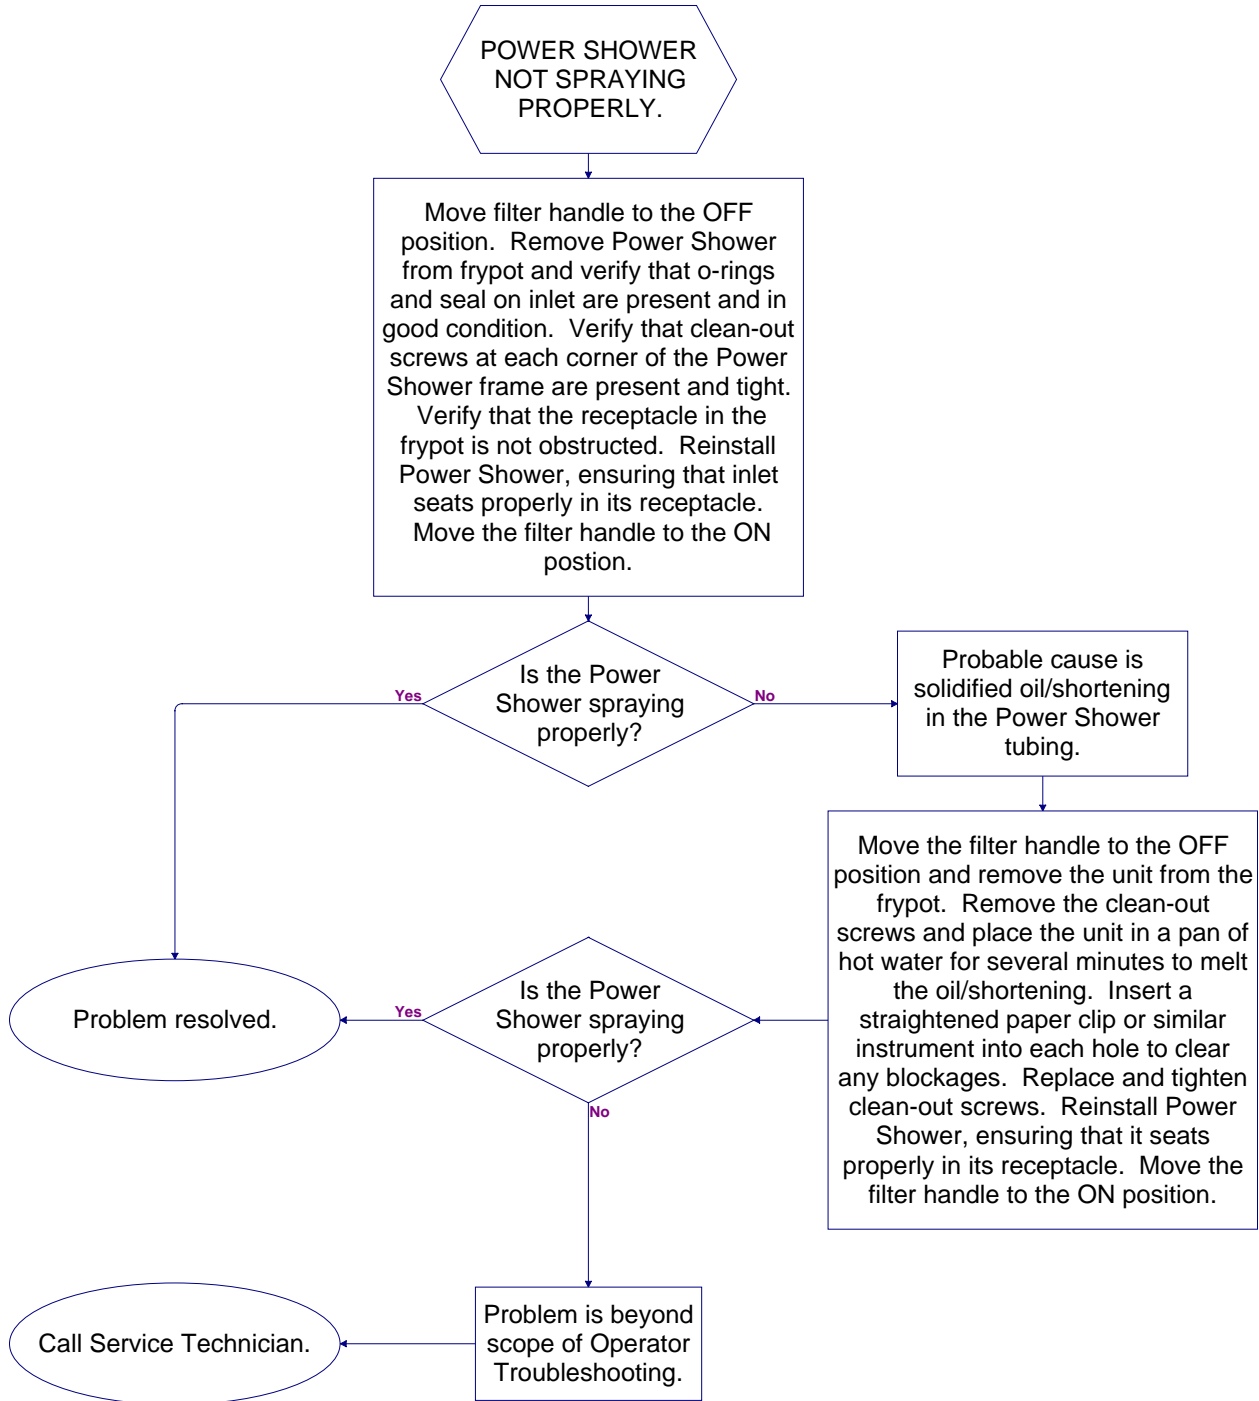 POWER SHOWER
NOT SPRAYING
PROPERLY.
Move filter handle to the OFF
position.  Remove Power Shower
from frypot and verify that o-rings
and seal on inlet are present and in
good condition.  Verify that clean-out
screws at each corner of the Power
Shower frame are present and tight.
Verify that the receptacle in the
frypot is not obstructed.  Reinstall
Power Shower, ensuring that inlet
seats properly in its receptacle.
Move the filter handle to the ON
postion.
Is the Power
Shower spraying
properly?
Yes
No
Probable cause is
solidified oil/shortening
in the Power Shower
tubing.
Move the filter handle to the OFF
position and remove the unit from the
frypot.  Remove the clean-out
screws and place the unit in a pan of
hot water for several minutes to melt
the oil/shortening.  Insert a
straightened paper clip or similar
instrument into each hole to clear
any blockages.  Replace and tighten
clean-out screws.  Reinstall Power
Shower, ensuring that it seats
properly in its receptacle.  Move the
filter handle to the ON position.
Is the Power
Shower spraying
properly?
Yes
No
Problem resolved.
Problem is beyond
scope of Operator
Troubleshooting.
Call Service Technician.